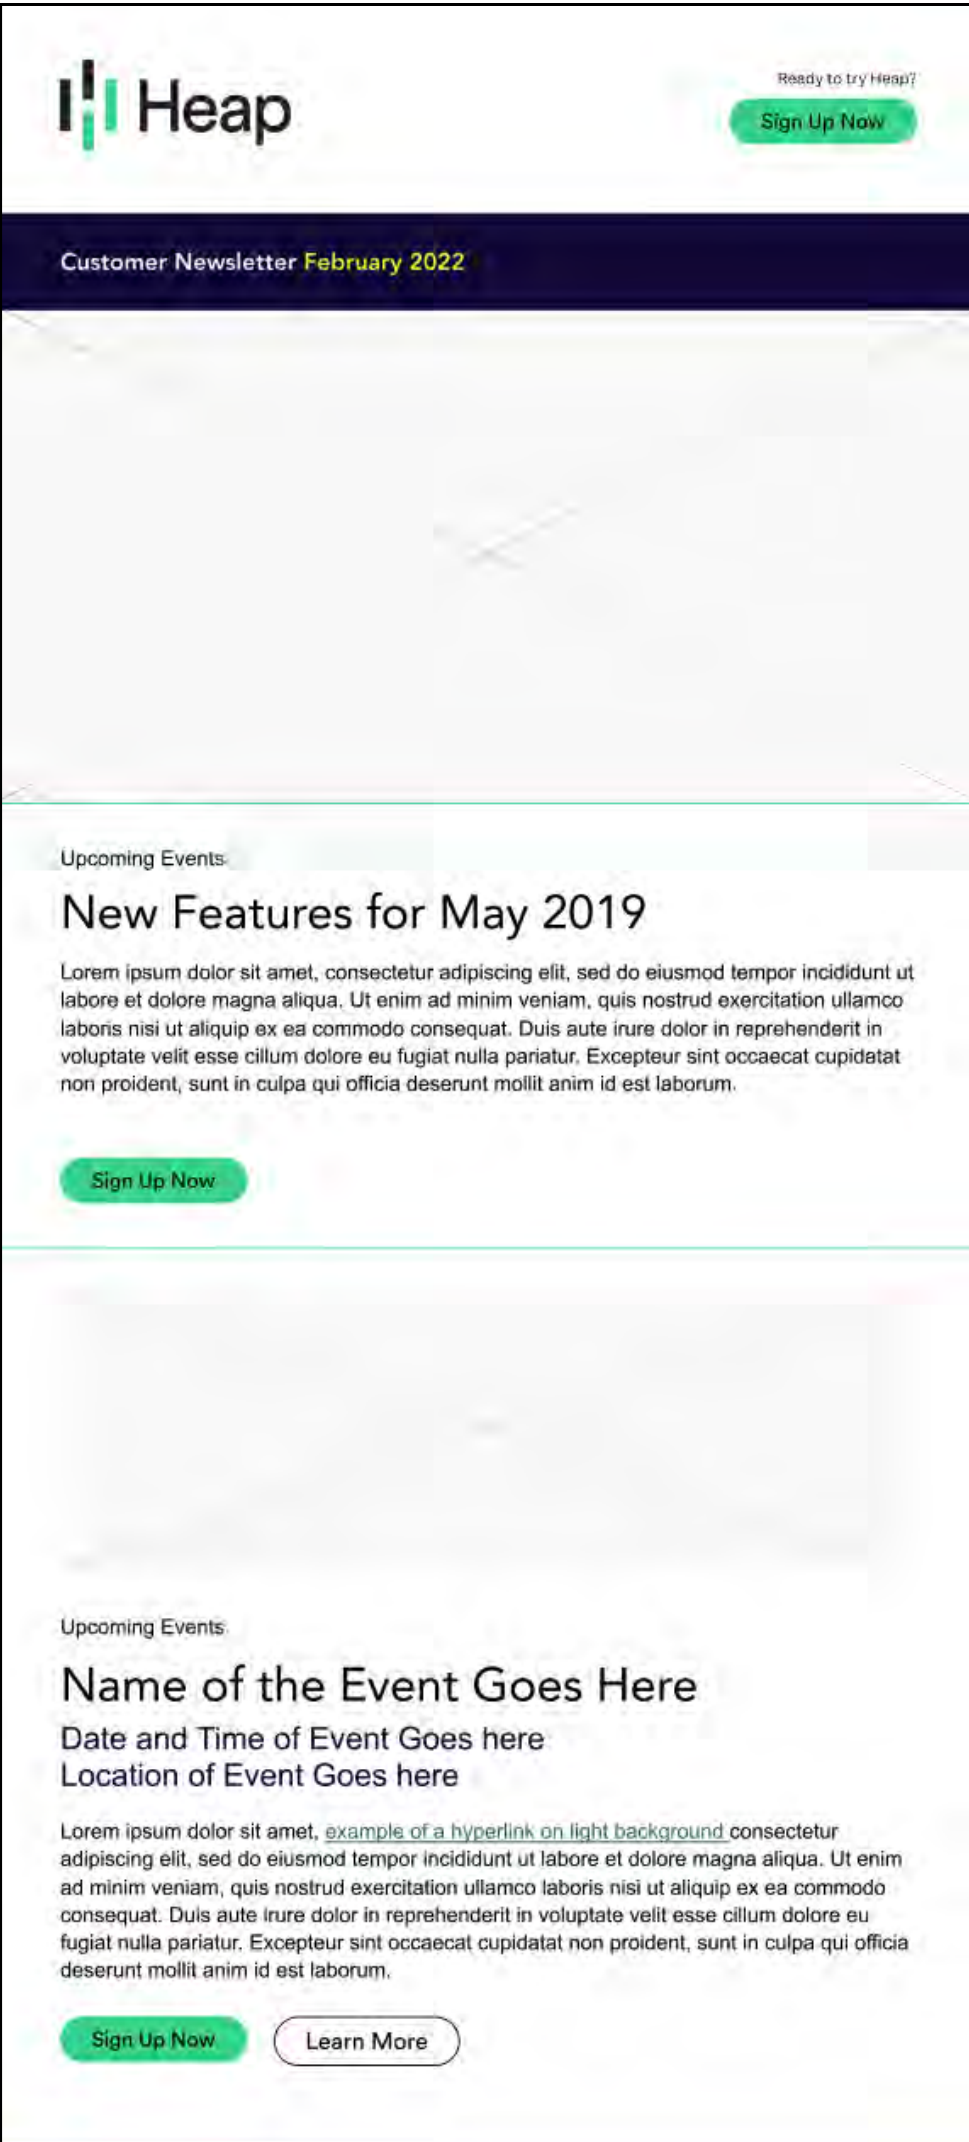 Heap
Ready to try Heap?
Sign Up Now
Customer Newsletter February 2022
Upcoming Events
New Features for May 2019
Lorem ipsum dolor sit amet, consectetur adipiscing elit, sed do eiusmod tempor incididunt ut
labore et dolore magna aliqua. Ut enim ad minim veniam, quis nostrud exercitation ullamco
laboris nisi ut aliquip ex ea commodo consequat. Duis aute irure dolor in reprehenderit in
voluptate velit esse cillum dolore eu fugiat nulla pariatur. Excepteur sint occaecat cupidatat
non proident, sunt in culpa qui officia deserunt mollit anim id est laborum.
Sign Up Now
Upcoming Events
Name of the Event Goes Here
Date and Time of Event Goes here
Location of Event Goes here
Lorem ipsum dolor sit amet, example of a hyperlink on light background consectetur
adipiscing elit, sed do eiusmod tempor incididunt ut labore et dolore magna aliqua. Ut enim
ad minim veniam, quis nostrud exercitation ullamco laboris nisi ut aliquip ex ea commodo
consequat. Duis aute irure dolor in reprehenderit in voluptate velit esse cillum dolore eu
fugiat nulla pariatur. Excepteur sint occaecat cupidatat non proident, sunt in culpa qui officia
deserunt mollit anim id est laborum.
Sign Up Now
Learn More